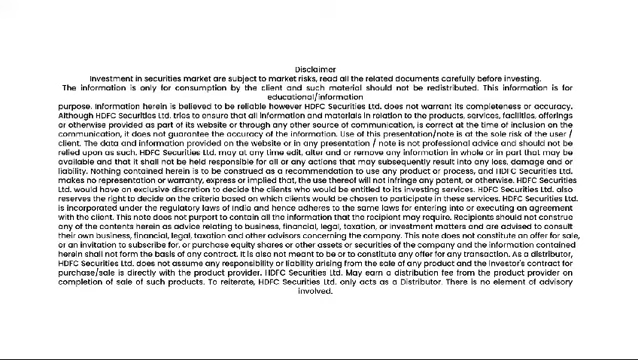 Disclaimer
Investment in securities market are subject to market risks, read all the related documents carefully before investing.
The information is only for consumption by the client and such material should not be redistributed. This information is for
educational/information
purpose. Information herein is believed to be reliable however HDFC Securities Ltd. does not warrant its completeness or accuracy.
Although HDFC Securities Ltd. tries to ensure that all information and materials in relation to the products, services, facilities, offerings
or otherwise provided as part of its website or through any other source of communication, is correct at the time of inclusion on the
communication, it does not guarantee the accuracy of the information. Use of this presentation/note is at the sole risk of the user /
client. The data and information provided on the website or in any presentation / note is not professional advice and should not be
relied upon as such. HDFC Securities Ltd. may at any time edit, alter and or remove any information in whole or in part that may be
available and that it shall not be held responsible for all or any actions that may subsequently result into any loss, damage and or
liability. Nothing contained herein is to be construed as a recommendation to use any product or process, and HDFC Securities Ltd.
makes no representation or warranty, express or implied that, the use thereof will not infringe any patent, or otherwise. HDFC Securities
Ltd. would have an exclusive discretion to decide the clients who would be entitled to its investing services. HDFC Securities Ltd. also
reserves the right to decide on the criteria based on which clients would be chosen to participate in these services. HDFC Securities Ltd.
is incorporated under the regulatory laws of India and hence adheres to the same laws for entering into or executing an agreement
with the client. This note does not purport to contain all the information that the recipient may require. Recipients should not construe
any of the contents herein as advice relating to business, financial, legal, taxation, or investment matters and are advised to consult
their own business, financial, legal, taxation and other advisors concerning the company. This note does not constitute an offer for sale,
or an invitation to subscribe for, or purchase equity shares or other assets or securities of the company and the information contained
herein shall not form the basis of any contract. It is also not meant to be or to constitute any offer for any transaction. As a distributor,
HDFC Securities Ltd. does not assume any responsibility or liability arising from the sale of any product and the investor's contract for
purchase/sale is directly with the product provider. HDFC Securities Ltd. May earn a distribution fee from the product provider on
completion of sale of such products. To reiterate, HDFC Securities Ltd. only acts as a Distributor. There is no element of advisory
involved.